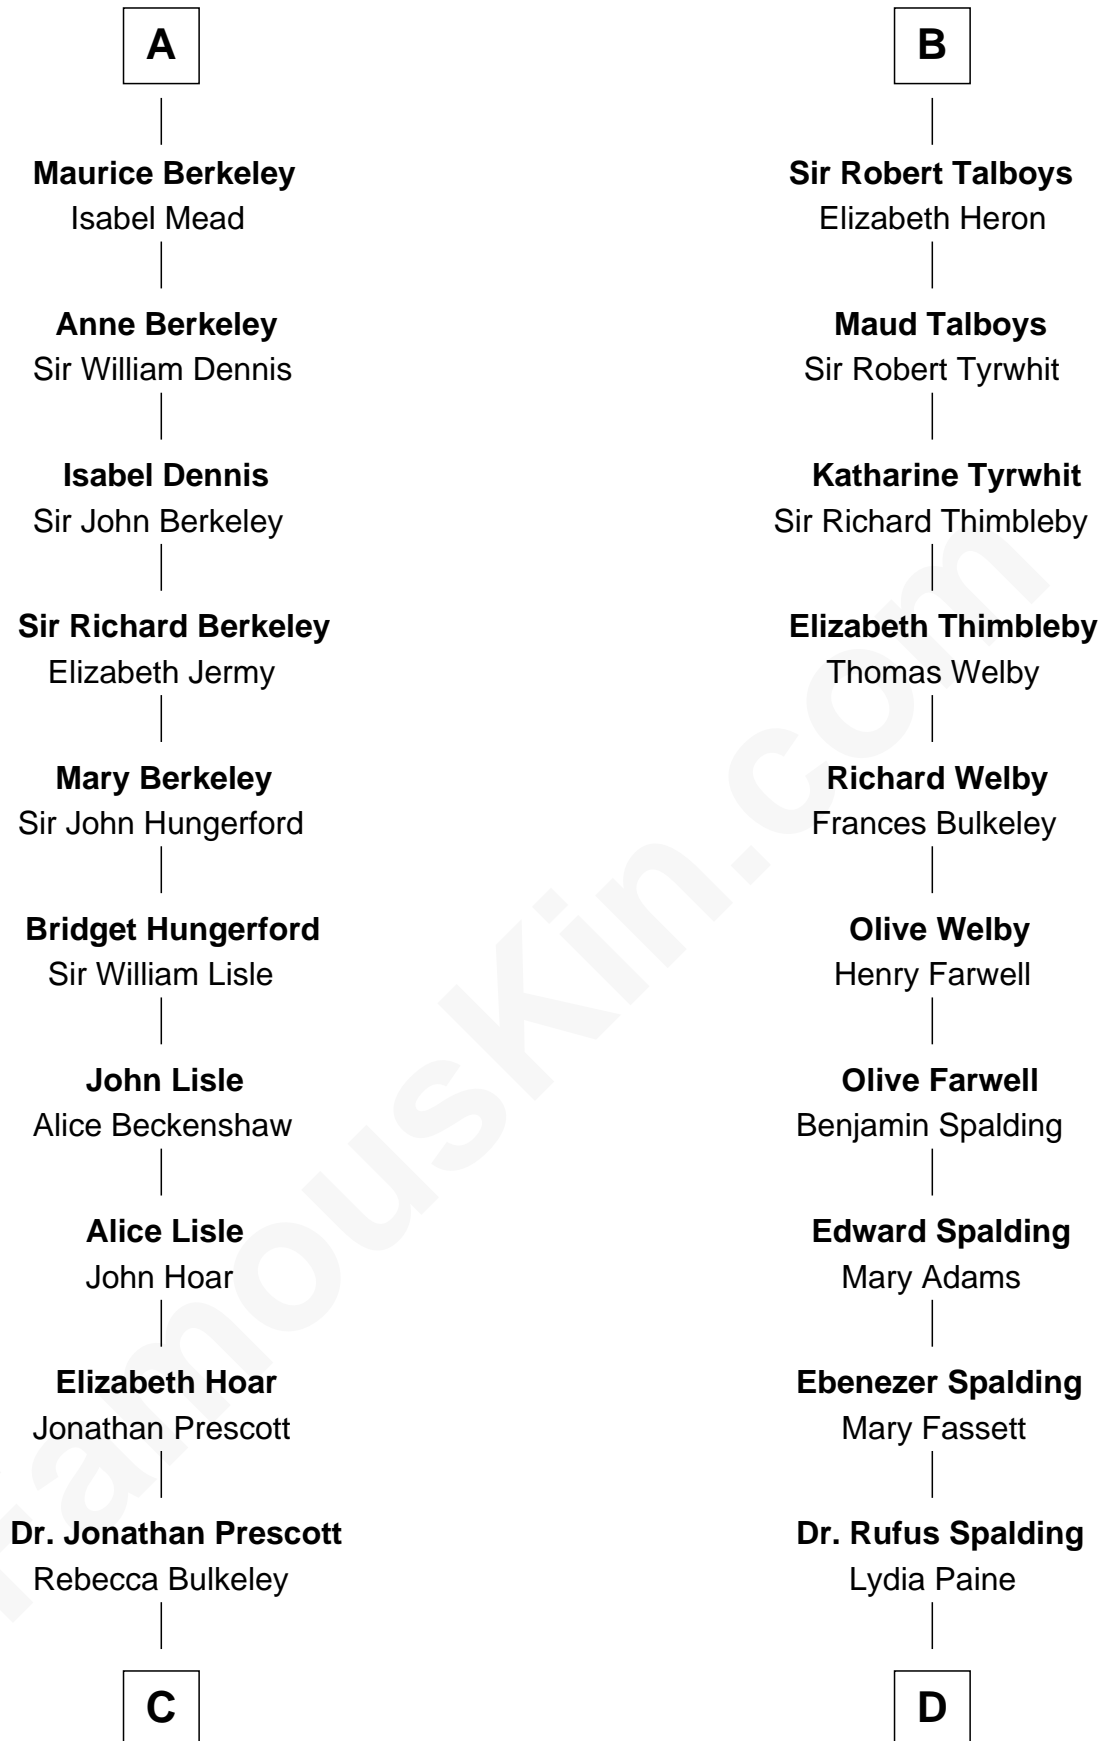 A
Maurice Berkeley
Isabel Mead
Anne Berkeley
Sir William Dennis
Isabel Dennis
Sir John Berkeley
Sir Richard Berkeley
Elizabeth Jermy
Mary Berkeley
Sir John Hungerford
Bridget Hungerford
Sir William Lisle
John Lisle
Alice Beckenshaw
Alice Lisle
John Hoar
Elizabeth Hoar
Jonathan Prescott
Dr. Jonathan Prescott
Rebecca Bulkeley
C
B
Sir Robert Talboys
Elizabeth Heron
Maud Talboys
Sir Robert Tyrwhit
Katharine Tyrwhit
Sir Richard Thimbleby
Elizabeth Thimbleby
Thomas Welby
Richard Welby
Frances Bulkeley
Olive Welby
Henry Farwell
Olive Farwell
Benjamin Spalding
Edward Spalding
Mary Adams
Ebenezer Spalding
Mary Fassett
Dr. Rufus Spalding
Lydia Paine
D
FamousKin.com